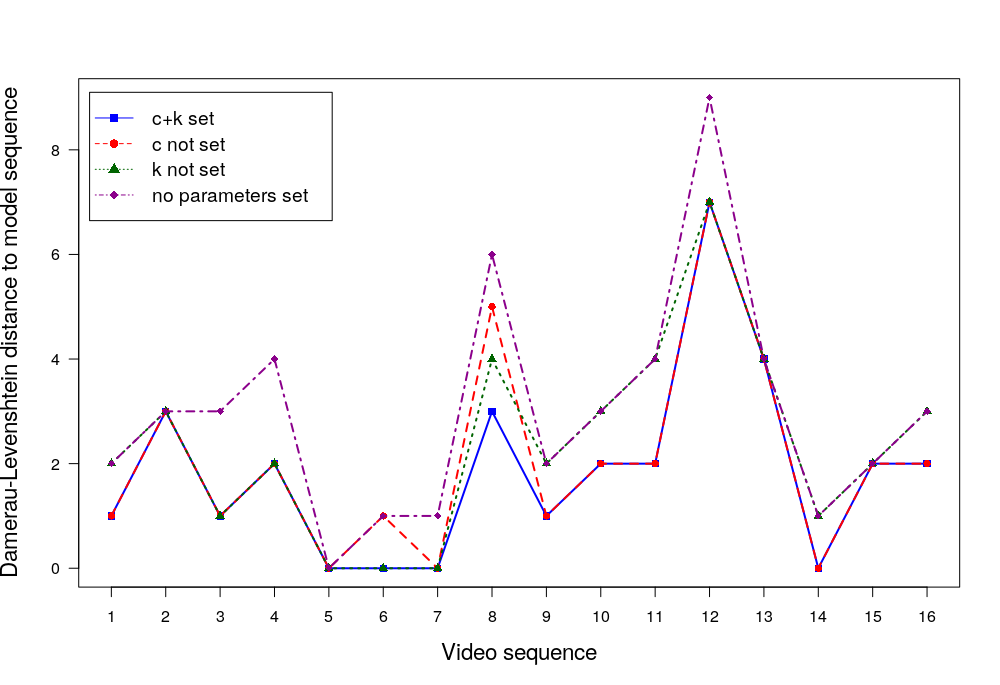 Damerau-Levenshtein distance to model sequence
c+k set
c not set
k not set
no parameters set
8
6
4
2
0
1 2 3 4 5 6 7 8 9 10 11 12 13 14 15 16
Video sequence